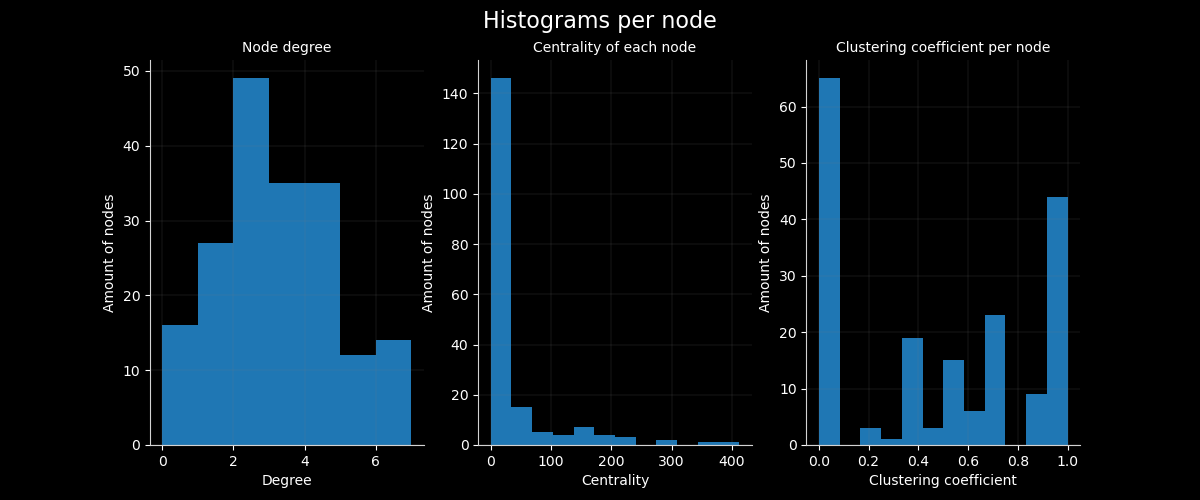 Histograms per node
Node degree
Centrality of each node
Clustering coefficient per node
Amount of nodes
50
40
30
20
10
0
0 2 4 6
Degree
Amount of nodes
140
120
100
80
60
40
20
0
0 100 200 300 400
Centrality
Amount of nodes
60
50
40
30
20
10
0
0.0 0.2 0.4 0.6 0.8 1.0
Clustering coefficient